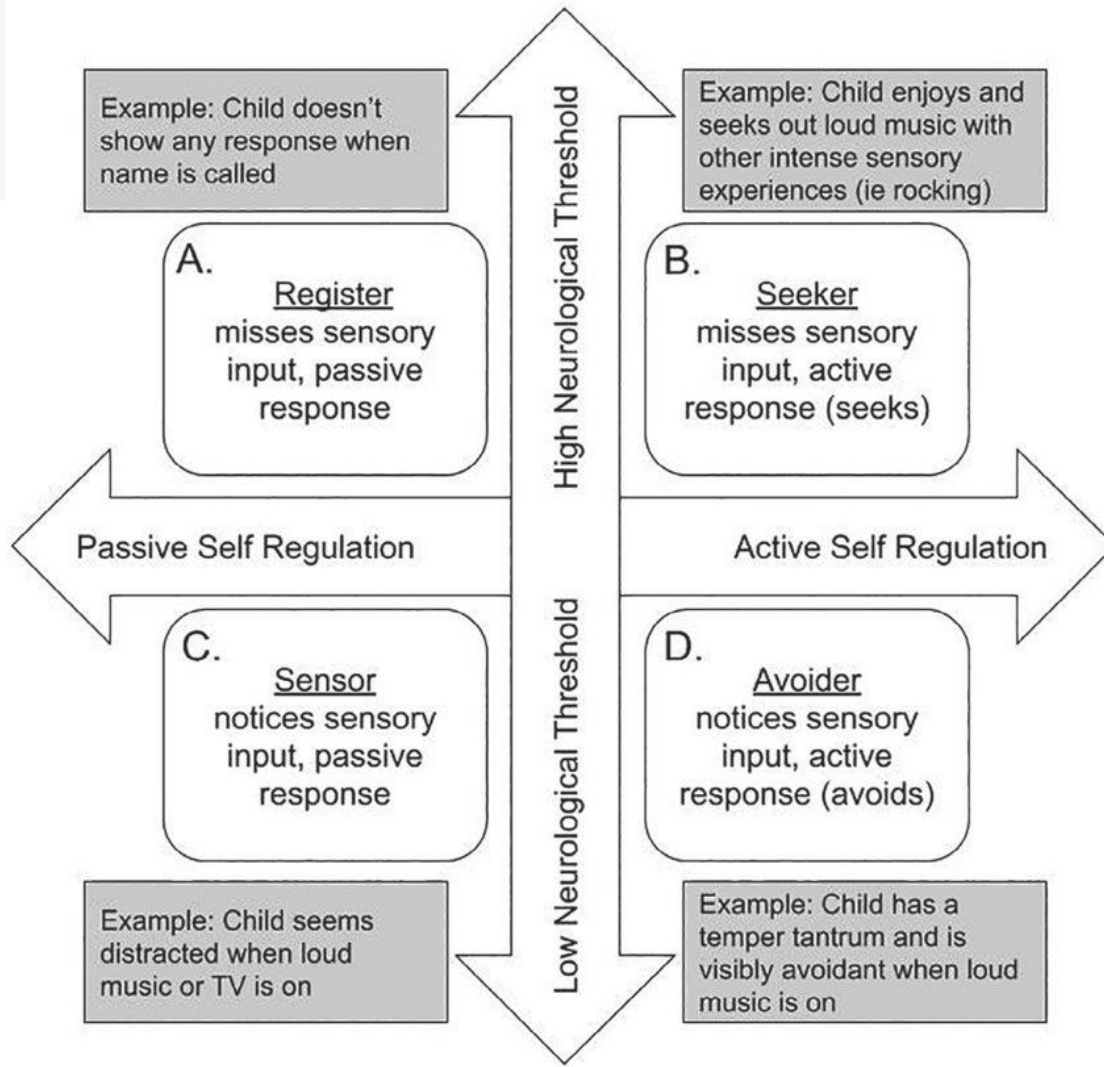 Example: Child doesn't
show any response when
name is called
Example: Child enjoys and
seeks out loud music with
other intense sensory
experiences (ie rocking)
High Neurological Threshold
A.
Register
misses sensory
input, passive
response
B.
Seeker
misses sensory
input, active
response (seeks)
Passive Self Regulation
Active Self Regulation
Low Neurological Threshold
C.
Sensor
notices sensory
input, passive
response
D.
Avoider
notices sensory
input, active
response (avoids)
Example: Child seems
distracted when loud
music or TV is on
Example: Child has a
temper tantrum and is
visibly avoidant when loud
music is on